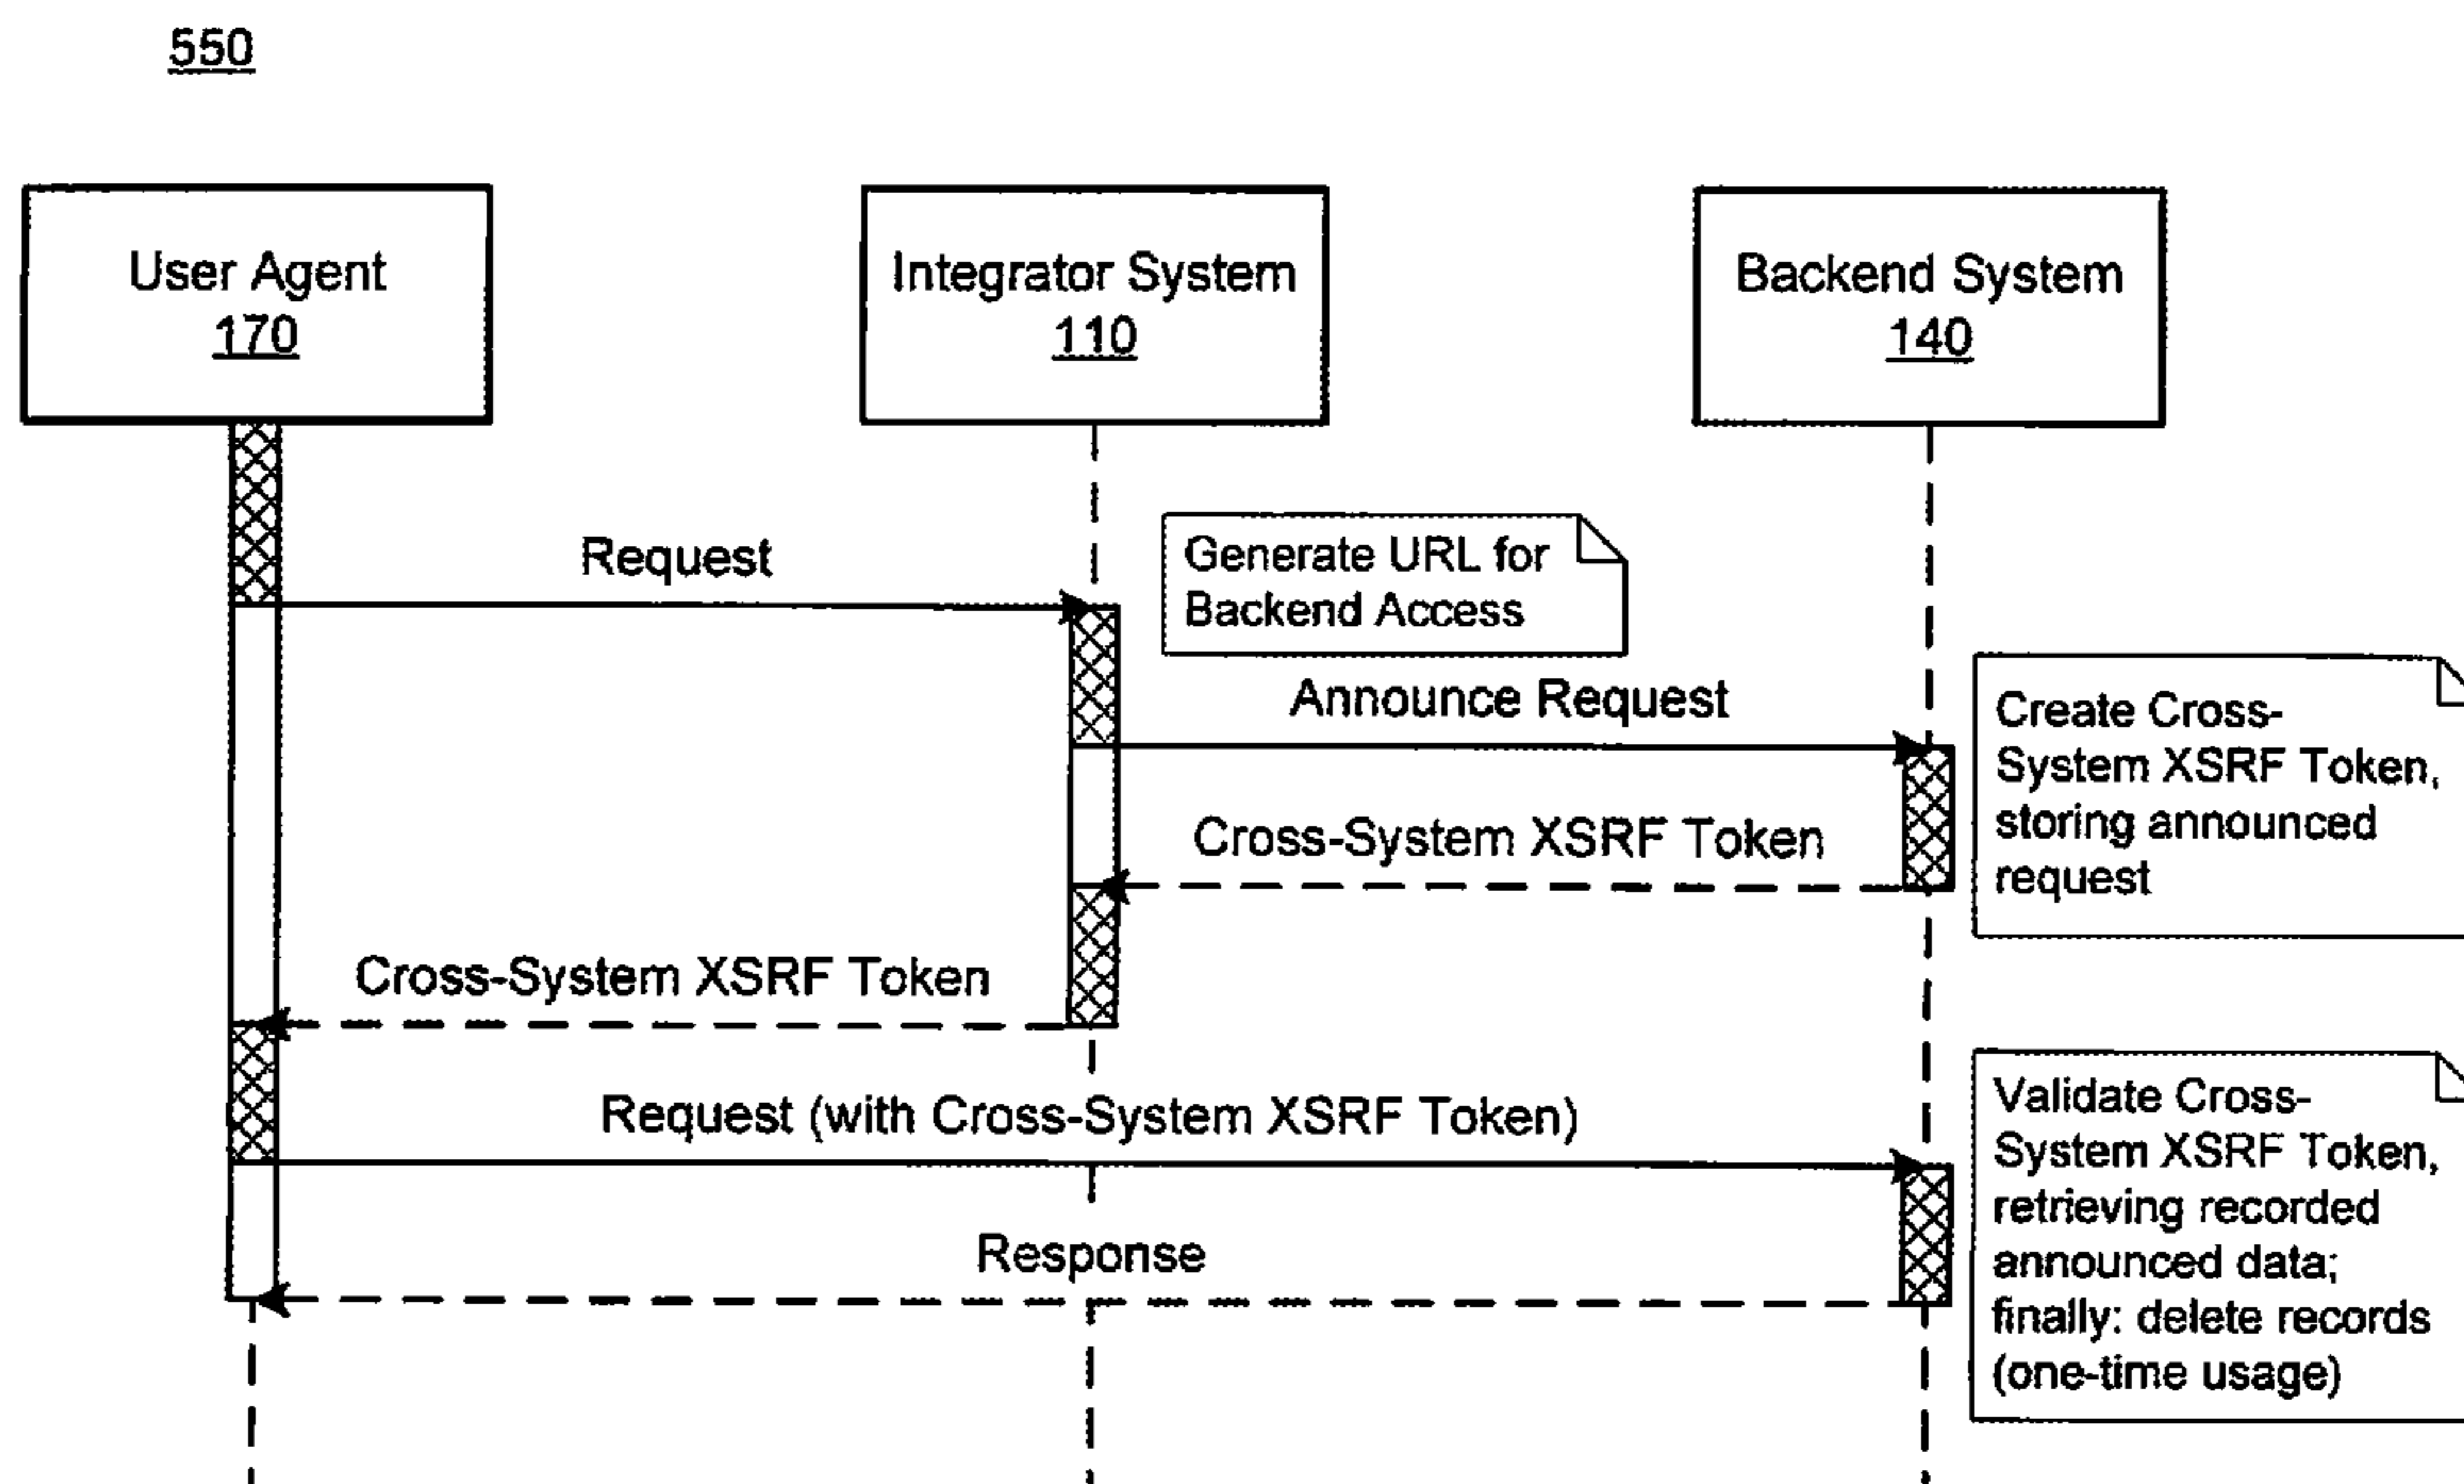 550
User Agent
170
Integrator System
110
Backend System
140
Request
Generate URL for
Backend Access
Announce Request
Create Cross-
System XSRF Token,
storing announced
request
Cross-System XSRF Token
Cross-System XSRF Token
Request (with Cross-System XSRF Token)
Validate Cross-
System XSRF Token,
retrieving recorded
announced data;
finally: delete records
(one-time usage)
Response